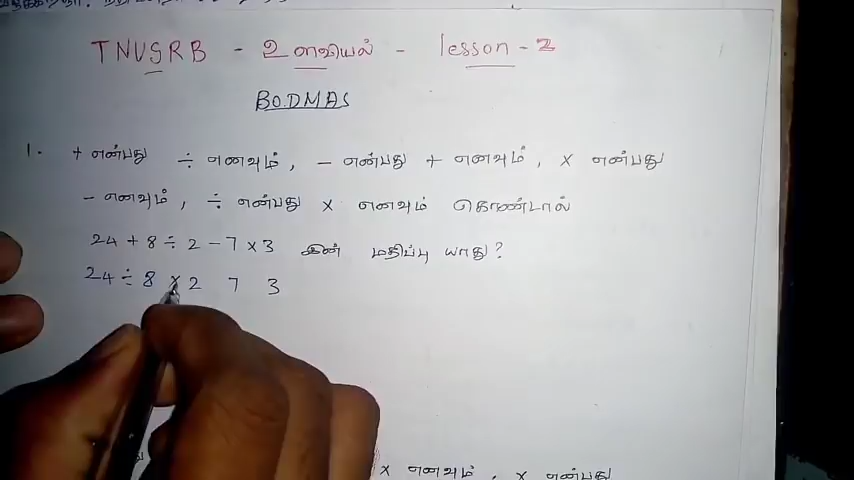 TNUSRB - உளவியல் - lesson - 2
BODMAS
1. + என்பது ÷ எனவும், - என்பது + எனவும், x என்பது
- எனவும், ÷ என்பது x எனவும் கொண்டால்
24 + 8 ÷ 2 - 7 x 3 இன் மதிப்பு யாது?
24 ÷ 8 x 2 7 3
x எனவும், x என்பது